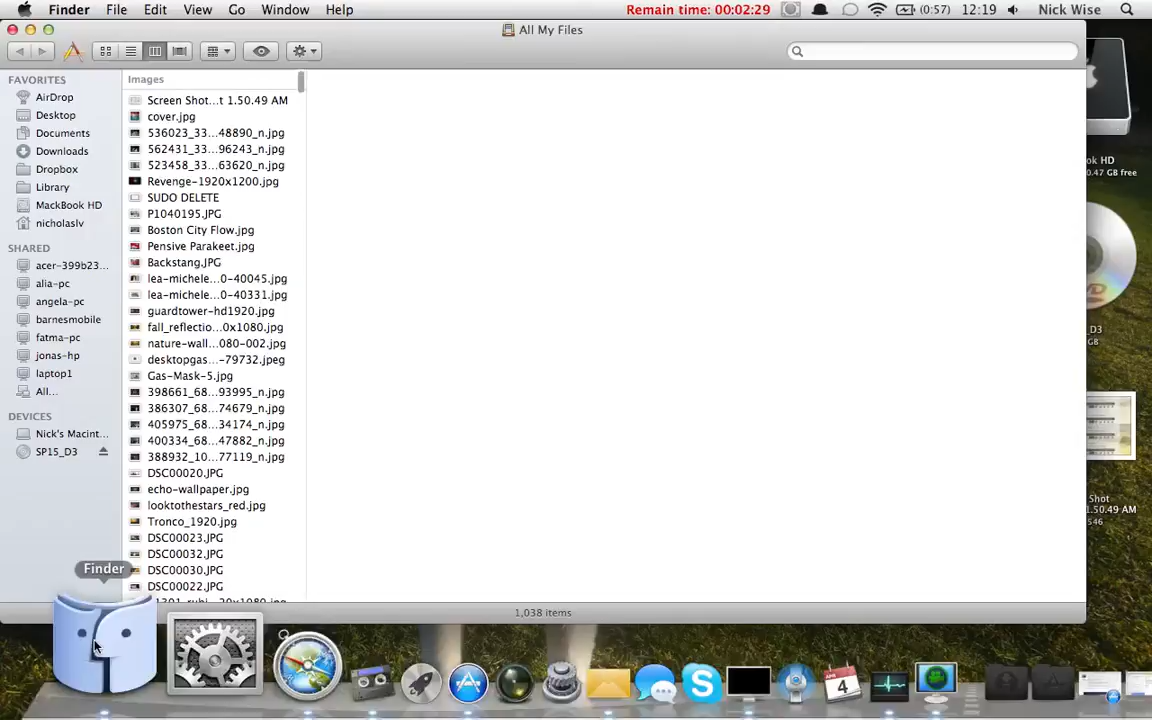 Finder File Edit View Go Window Help Remain time: 00:02:29 (0:57) 12:19 Nick Wise
All My Files
FAVORITES
AirDrop
Desktop
Documents
Downloads
Dropbox
Library
MackBook HD
nicholaslv
SHARED
acer-399b23...
alia-pc
angela-pc
barnesmobile
fatma-pc
jonas-hp
laptop1
All...
DEVICES
Nick's Macint...
SP15_D3
Images
Screen Shot...t 1.50.49 AM
cover.jpg
536023_33...48890_n.jpg
562431_33...96243_n.jpg
523458_33...63620_n.jpg
Revenge-1920x1200.jpg
SUDO DELETE
P1040195.JPG
Boston City Flow.jpg
Pensive Parakeet.jpg
Backstang.JPG
lea-michele...0-40045.jpg
lea-michele...0-40331.jpg
guardtower-hd1920.jpg
fall_reflectio...0x1080.jpg
nature-wall...080-002.jpg
desktopgas...-79732.jpeg
Gas-Mask-5.jpg
398661_68...93995_n.jpg
386307_68...74679_n.jpg
405975_68...34174_n.jpg
400334_68...47882_n.jpg
388932_10...77119_n.jpg
DSC00020.JPG
echo-wallpaper.jpg
looktothestars_red.jpg
Tronco_1920.jpg
DSC00023.JPG
DSC00032.JPG
DSC00030.JPG
DSC00022.JPG
1,038 items
ook HD
0.47 GB free
_D3
GB
Shot
1.50.49 AM
546
Finder
4